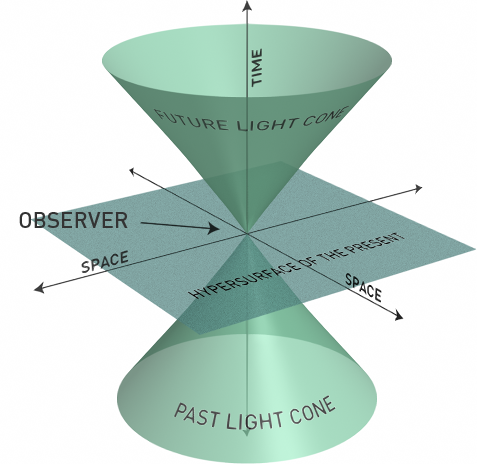 TIME
FUTURE LIGHT CONE
OBSERVER
SPACE
HYPERSURFACE OF THE PRESENT
SPACE
PAST LIGHT CONE